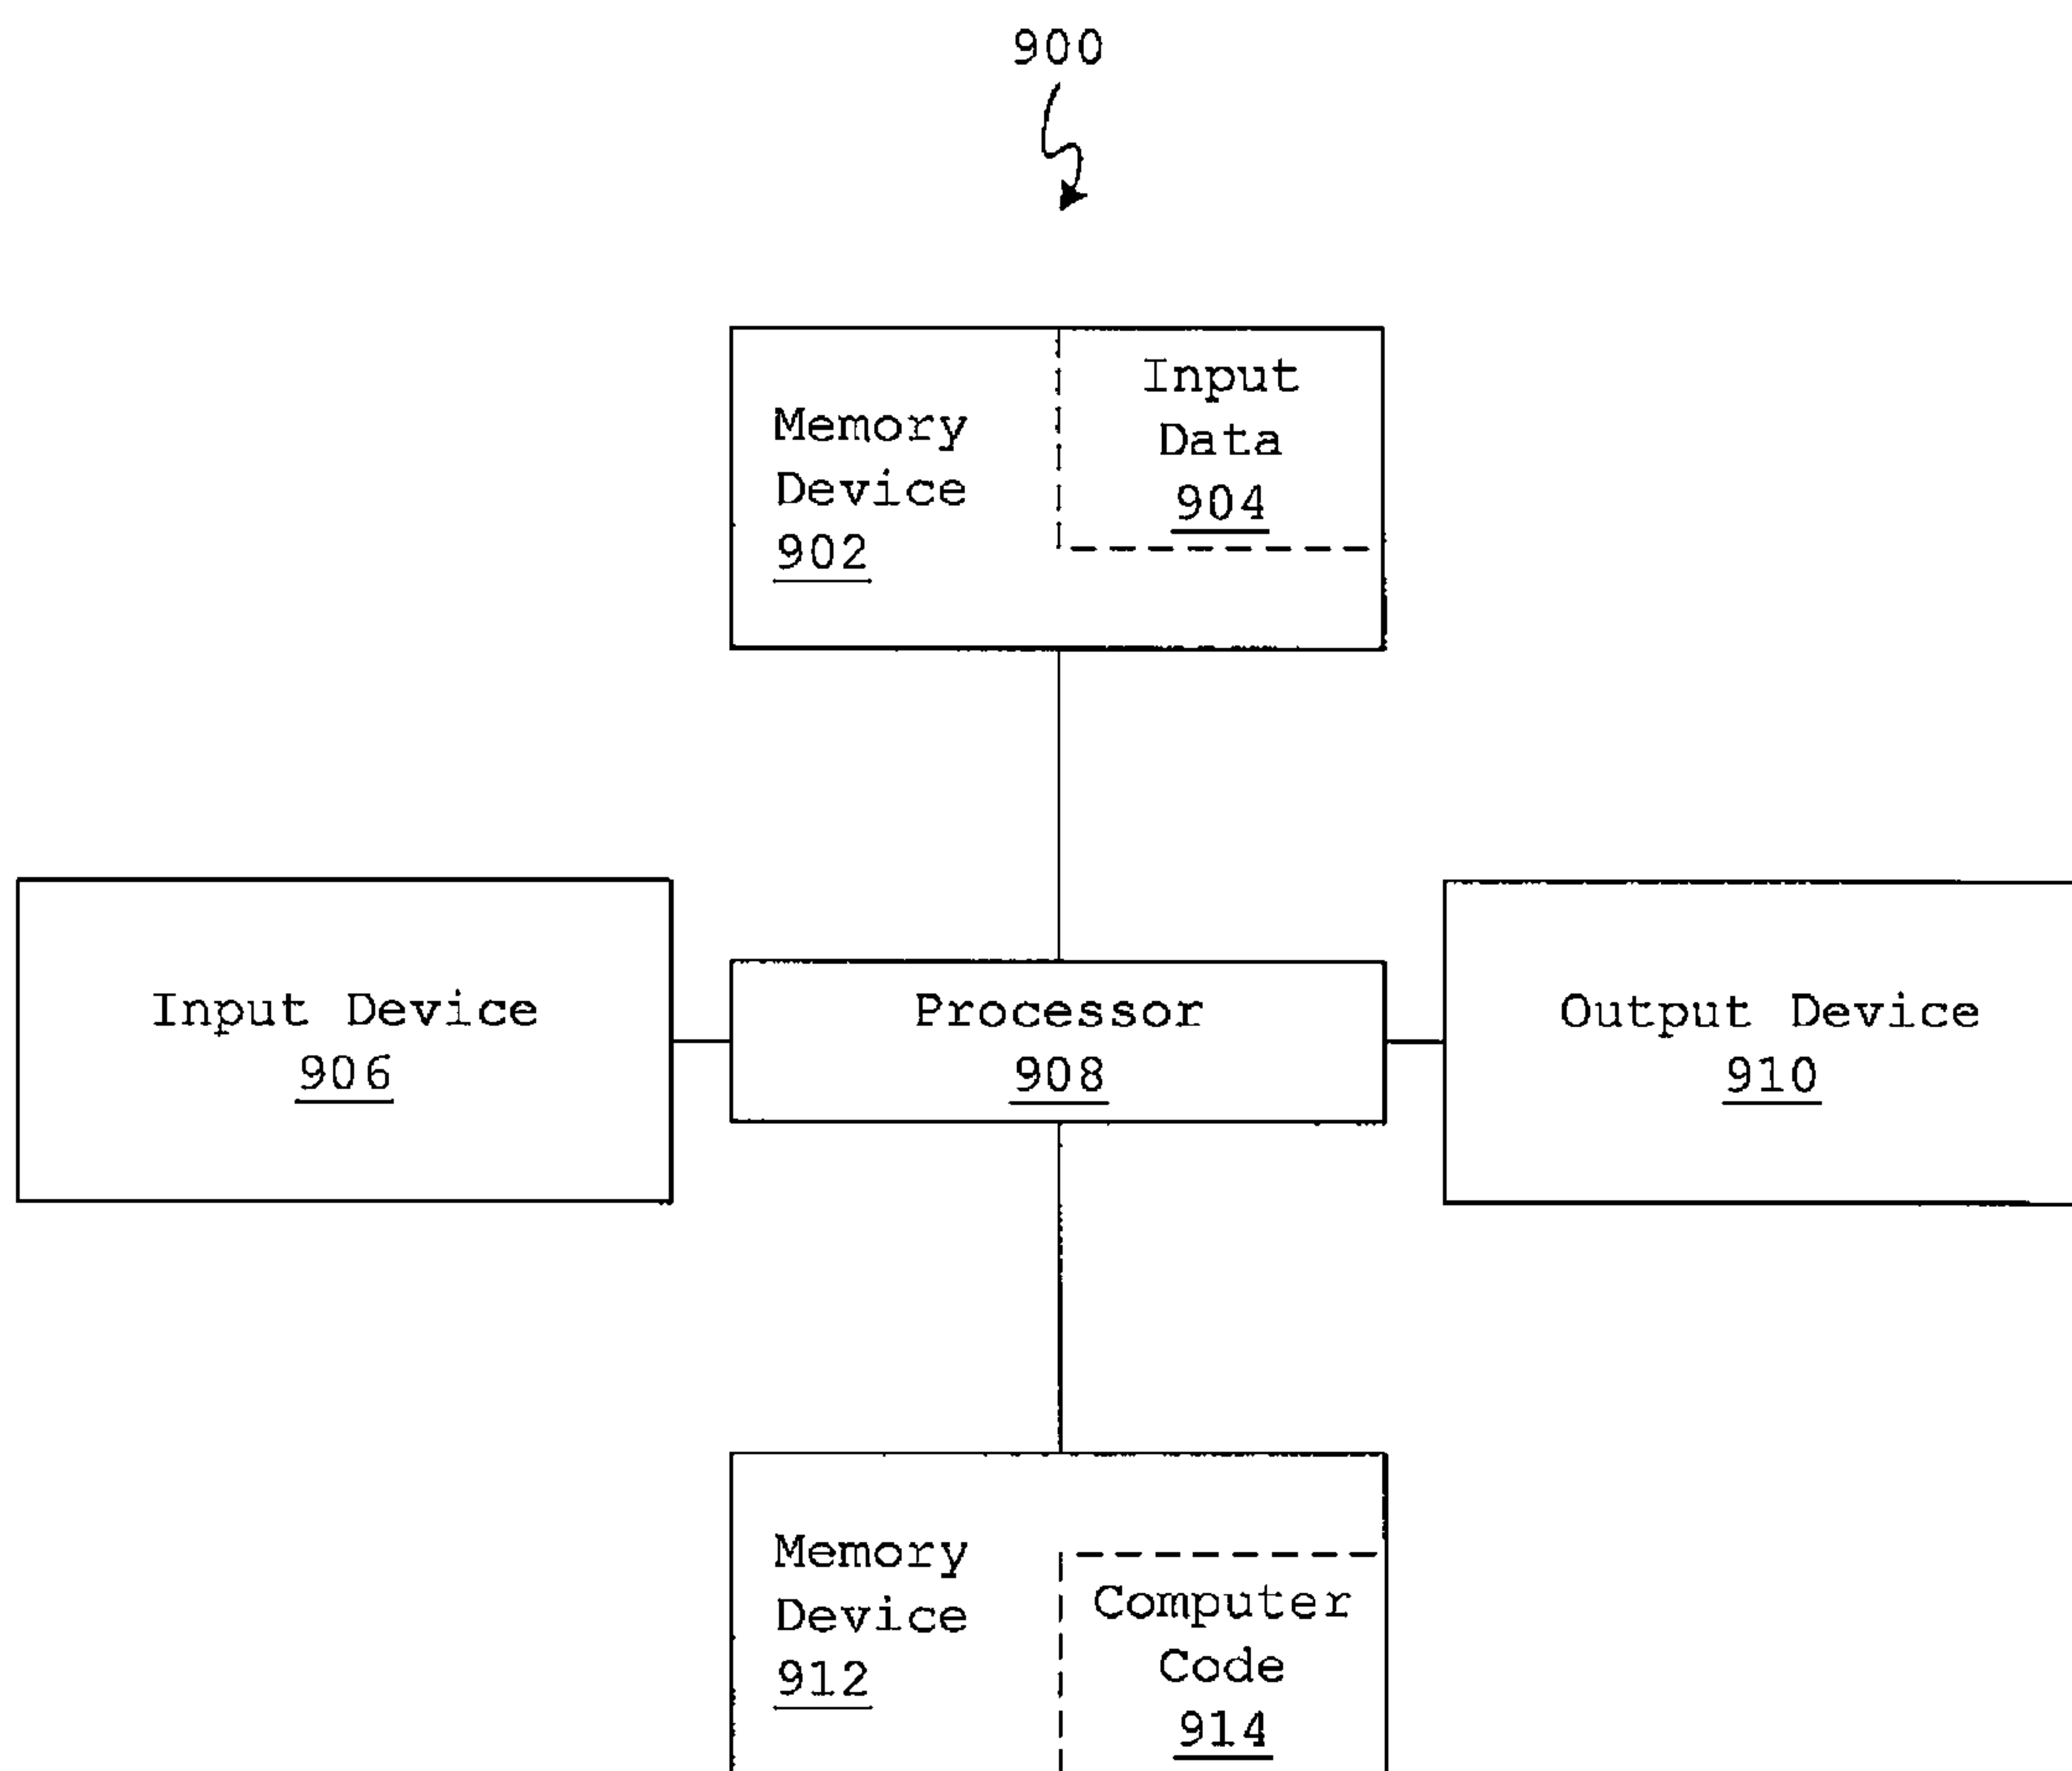 900
Input
Data
904
Memory
Device
902
Input Device
906
Processor
908
Output Device
910
Memory
Device
912
Computer
Code
914